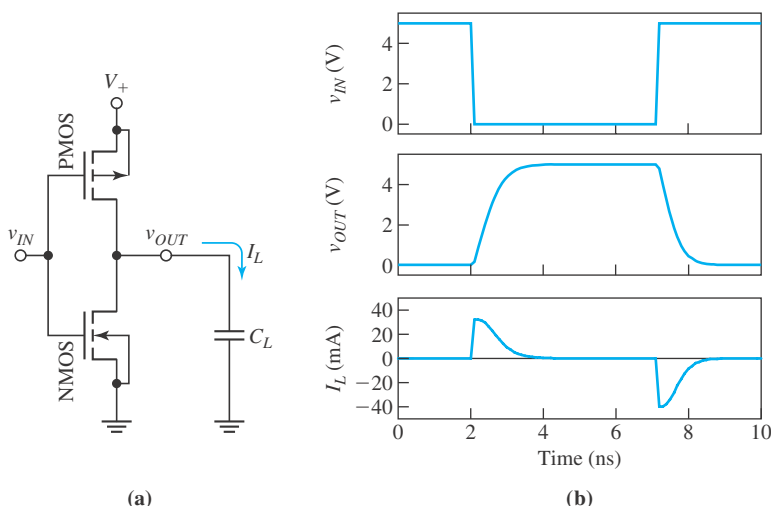 V+
PMOS
vIN
vOUT
IL
CL
NMOS
(a)
vIN (V)
4
2
0
vOUT (V)
4
2
0
IL (mA)
40
20
0
−20
−40
0 2 4 6 8 10
Time (ns)
(b)